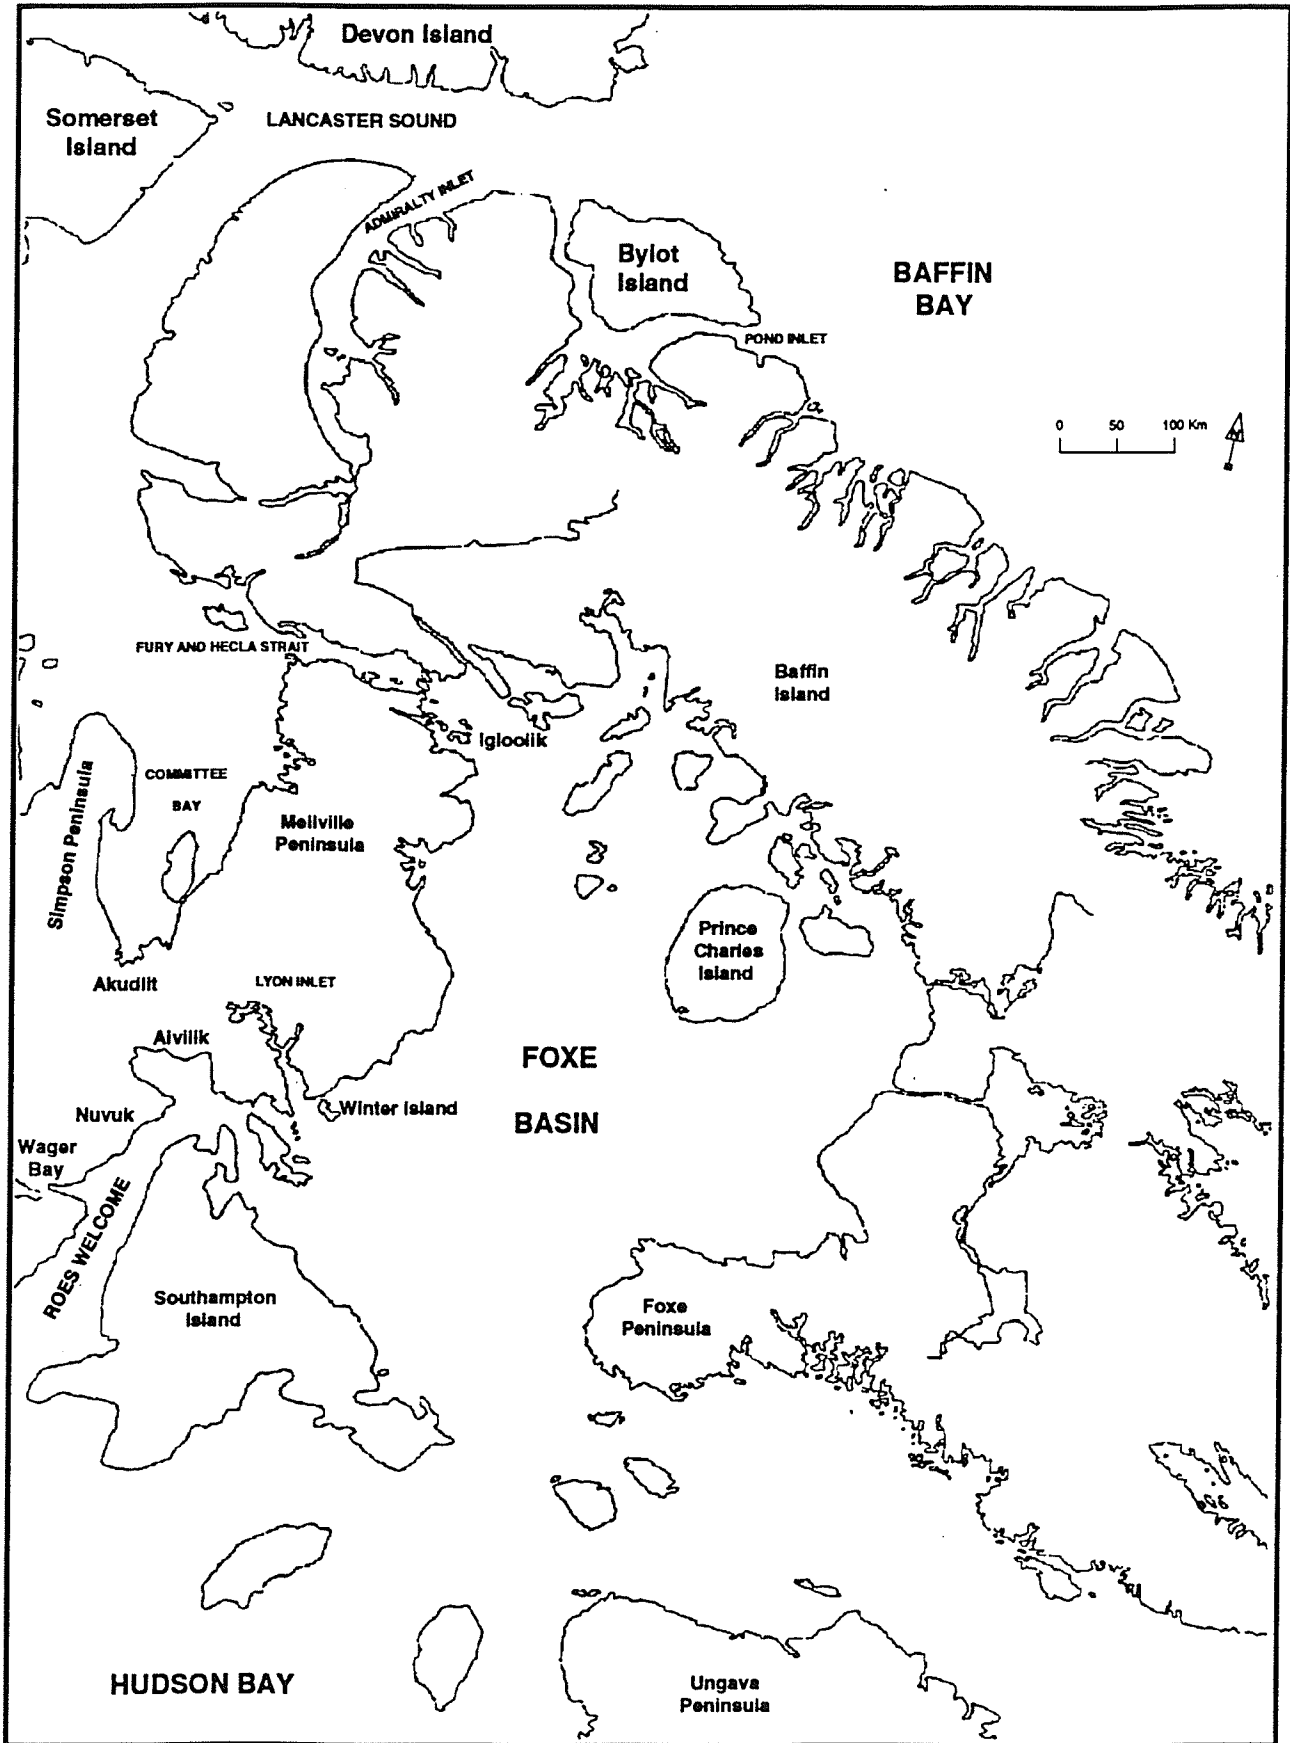 Devon Island
Somerset
Island
LANCASTER SOUND
ADMIRALTY INLET
Bylot
Island
BAFFIN
BAY
POND INLET
0 50 100 Km
FURY AND HECLA STRAIT
Baffin
Island
Igloolik
Simpson Peninsula
COMMITTEE
BAY
Mellville
Peninsula
Prince
Charles
Island
Akudlit
LYON INLET
Aivilik
FOXE
BASIN
Nuvuk
Winter Island
Wager
Bay
ROES WELCOME
Southampton
Island
Foxe
Peninsula
HUDSON BAY
Ungava
Peninsula